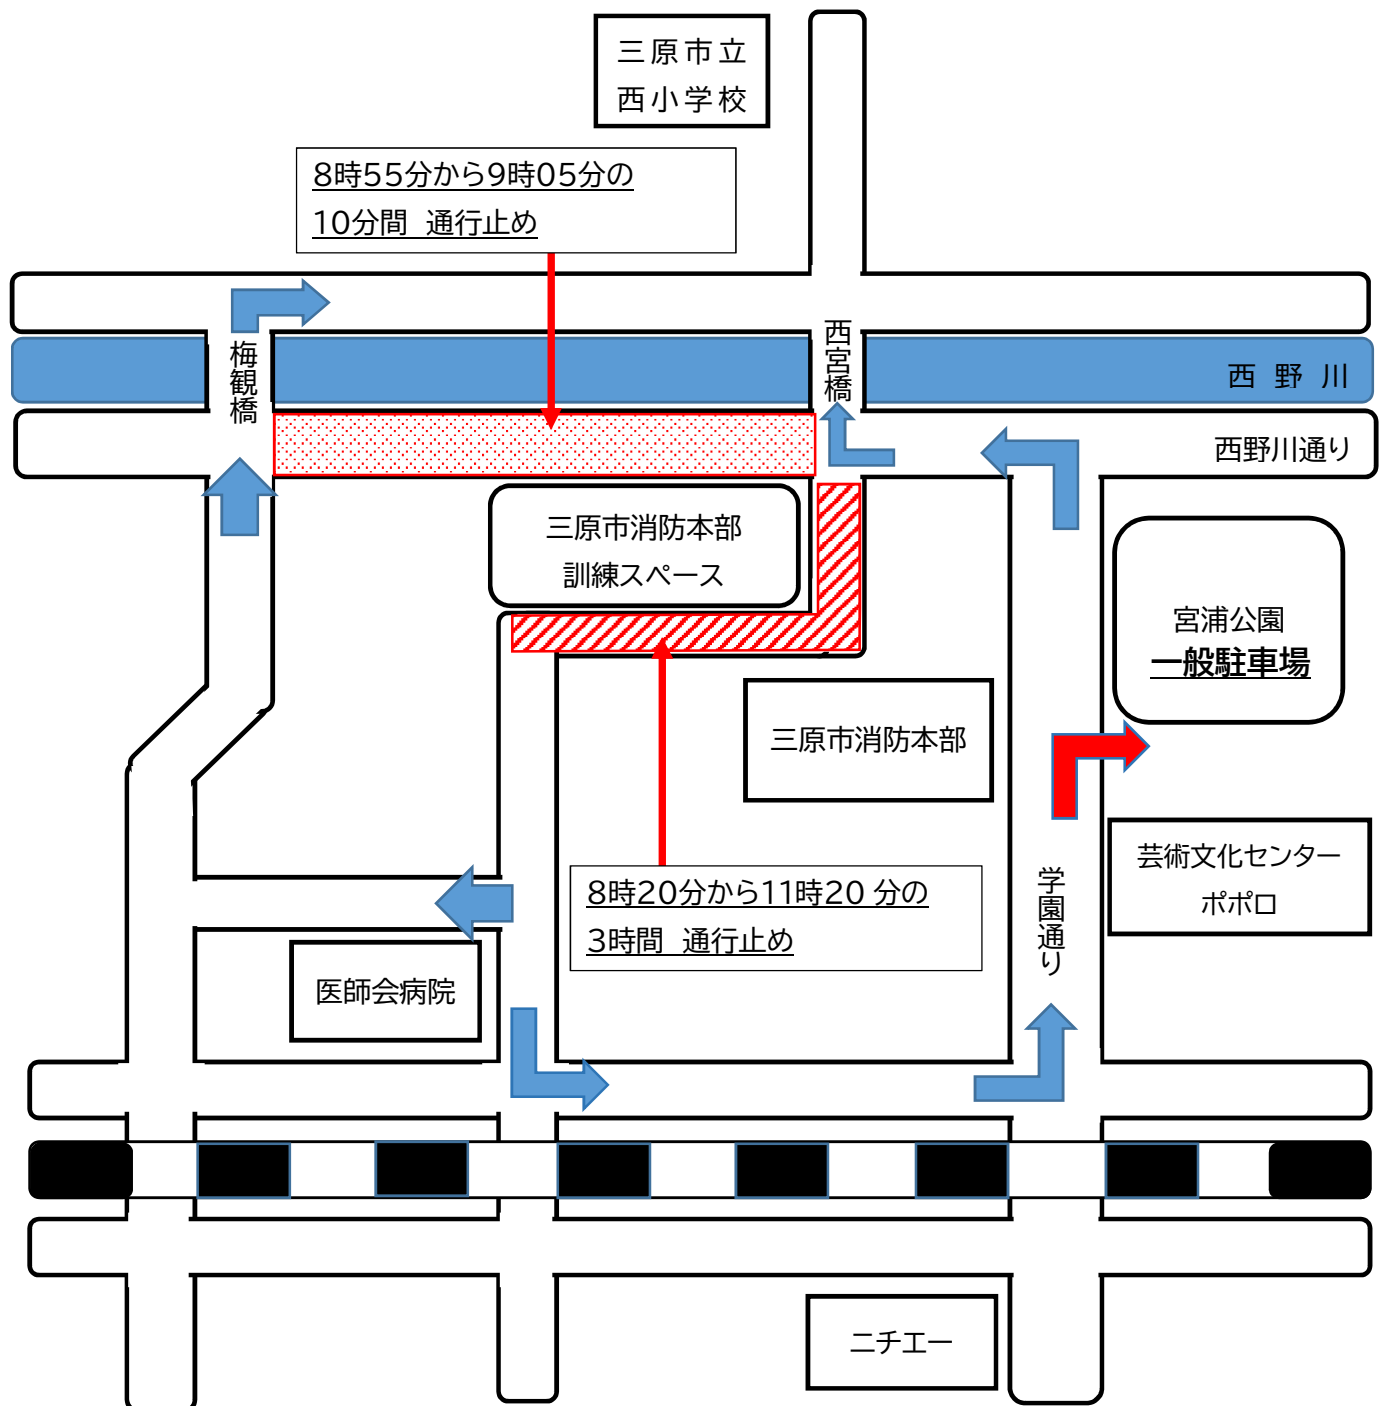 三原市立
西小学校
8時55分から9時05分の
10分間　通行止め
梅観橋
西宮橋
西 野 川
西野川通り
三原市消防本部
訓練スペース
宮浦公園
一般駐車場
三原市消防本部
芸術文化センター
ポポロ
8時20分から11時20 分の
3時間　通行止め
学園通り
医師会病院
ニチエー